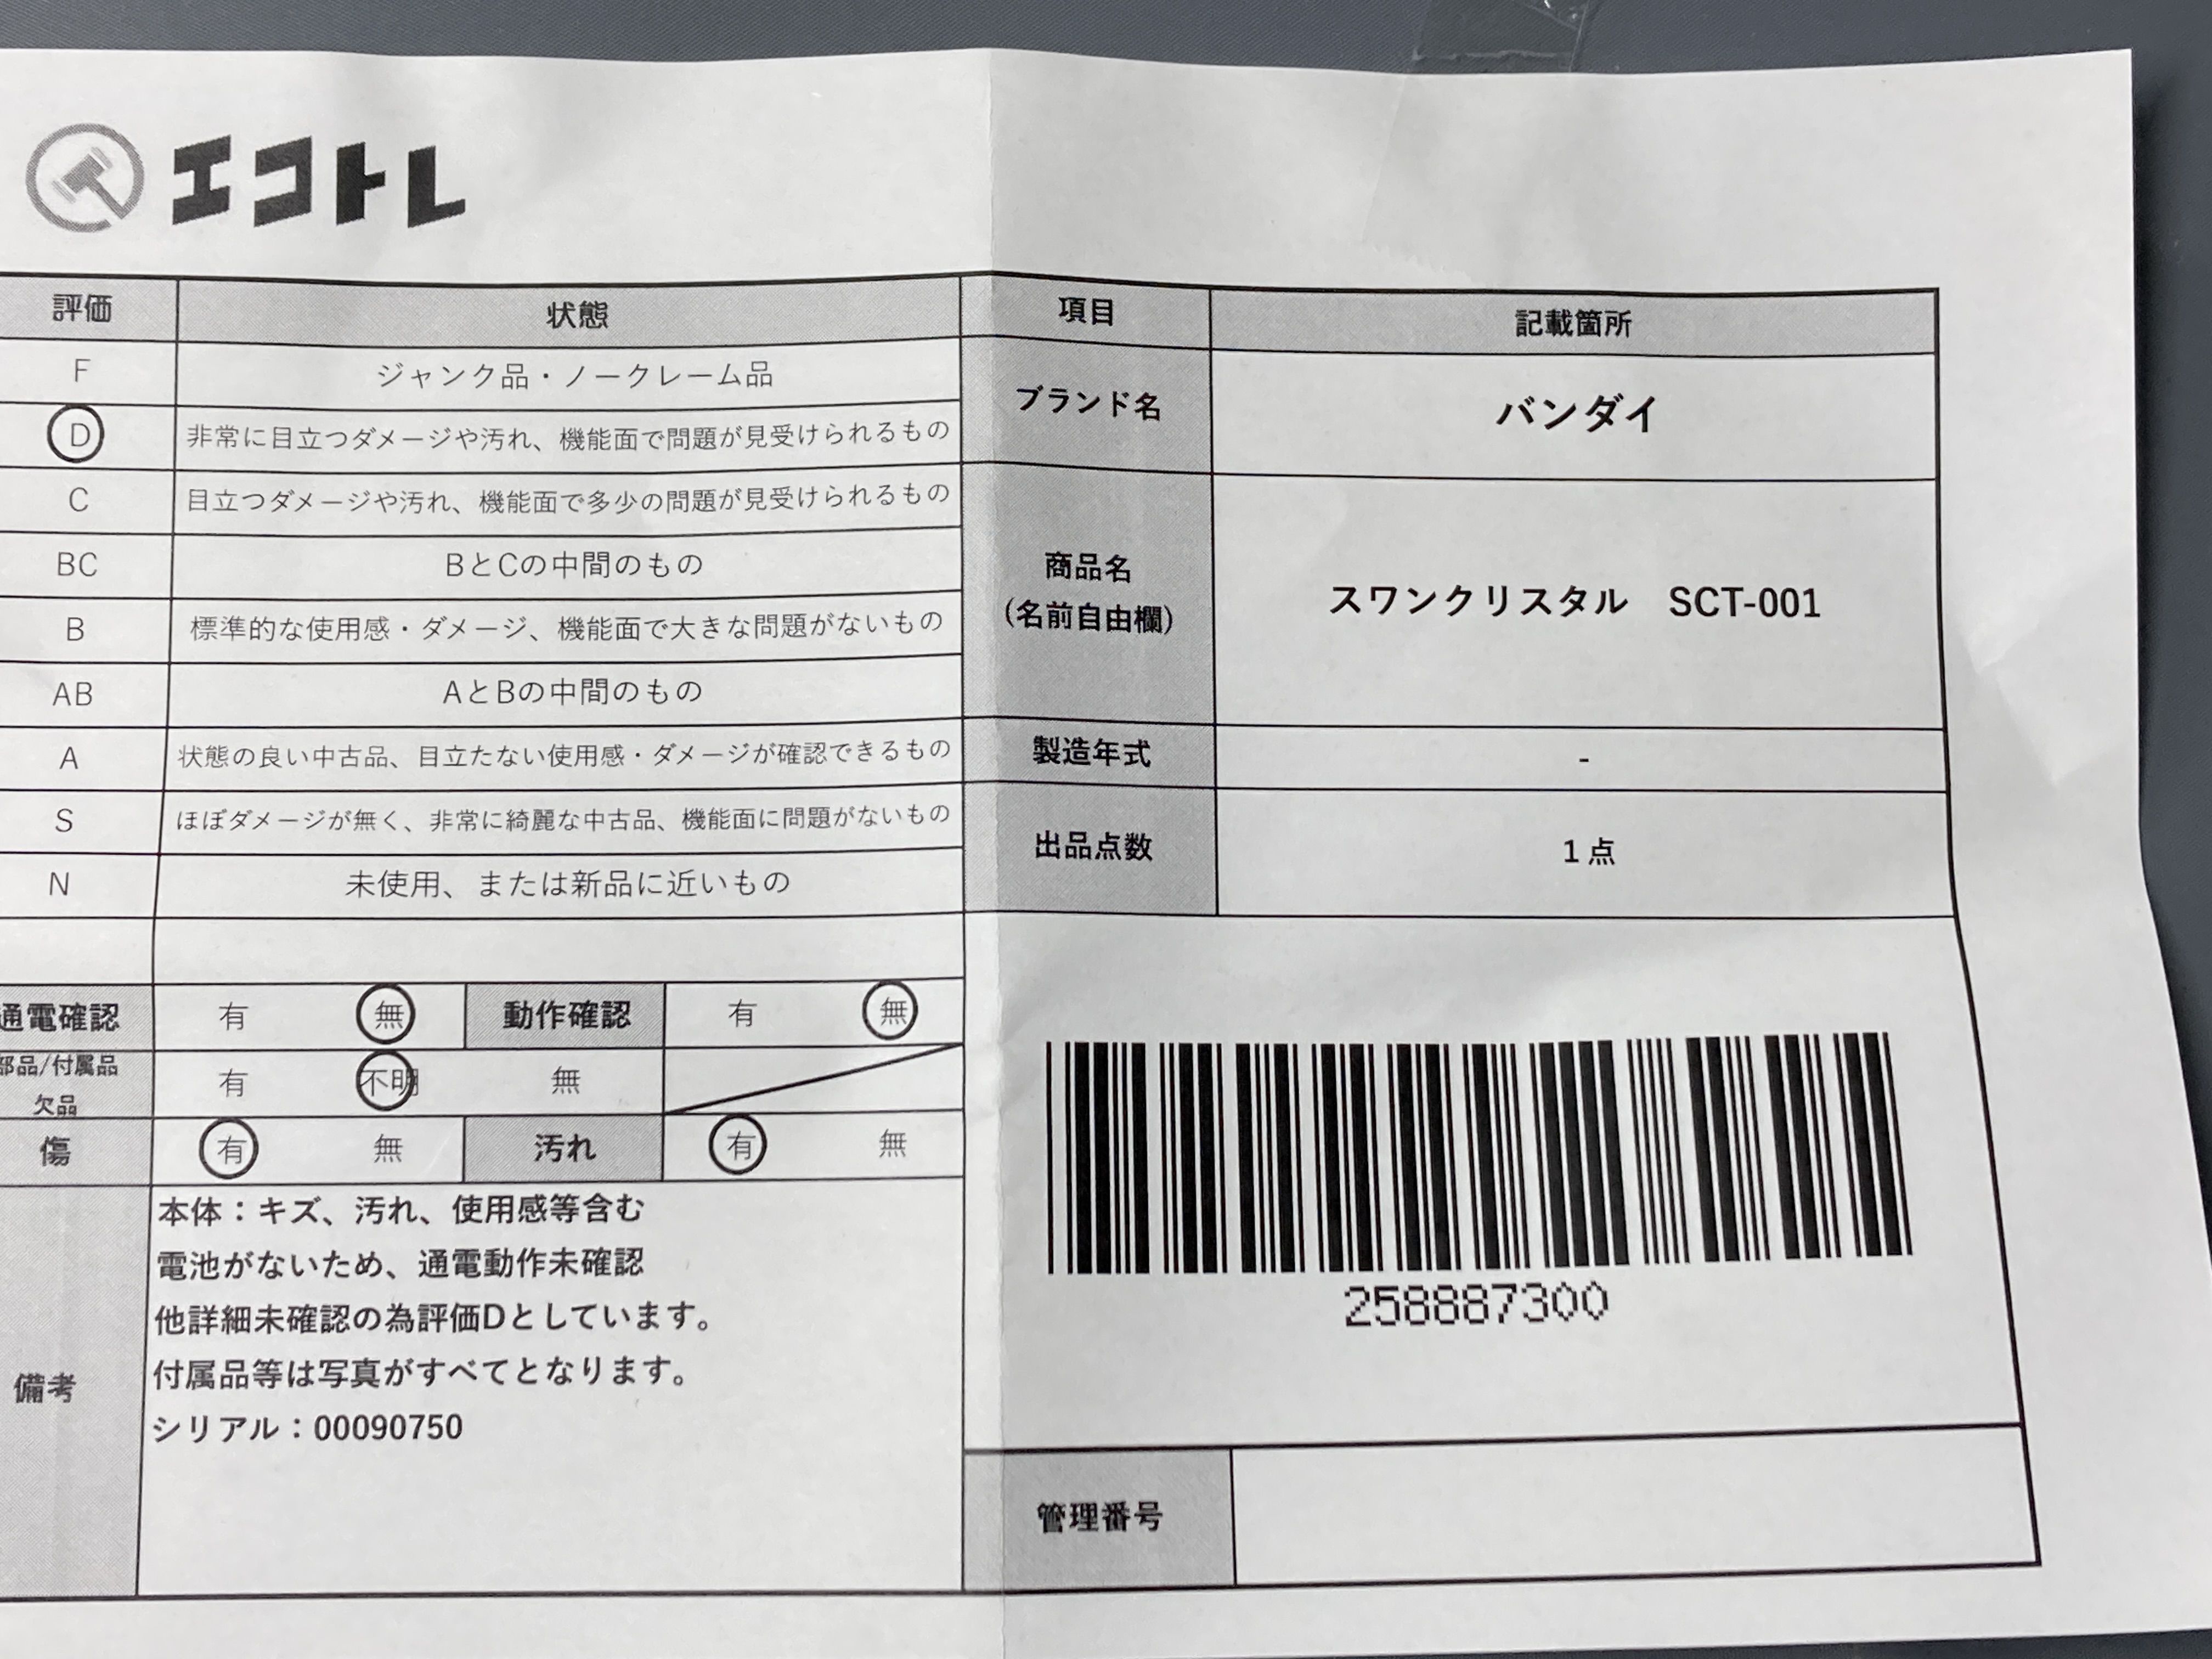 エコトレ
評価 状態
F ジャンク品・ノークレーム品
D 非常に目立つダメージや汚れ、機能面で問題が見受けられるもの
C 目立つダメージや汚れ、機能面で多少の問題が見受けられるもの
BC BとCの中間のもの
B 標準的な使用感・ダメージ、機能面で大きな問題がないもの
AB AとBの中間のもの
A 状態の良い中古品、目立たない使用感・ダメージが確認できるもの
S ほぼダメージが無く、非常に綺麗な中古品、機能面に問題がないもの
N 未使用、または新品に近いもの
通電確認 有 無 動作確認 有 無
部品/付属品
欠品 有 不明 無
傷 有 無 汚れ 有 無
備考
本体：キズ、汚れ、使用感等含む
電池がないため、通電動作未確認
他詳細未確認の為評価Dとしています。
付属品等は写真がすべてとなります。
シリアル：00090750
項目 記載箇所
ブランド名 バンダイ
商品名
(名前自由欄) スワンクリスタル　SCT-001
製造年式 -
出品点数 1点
258887300
管理番号